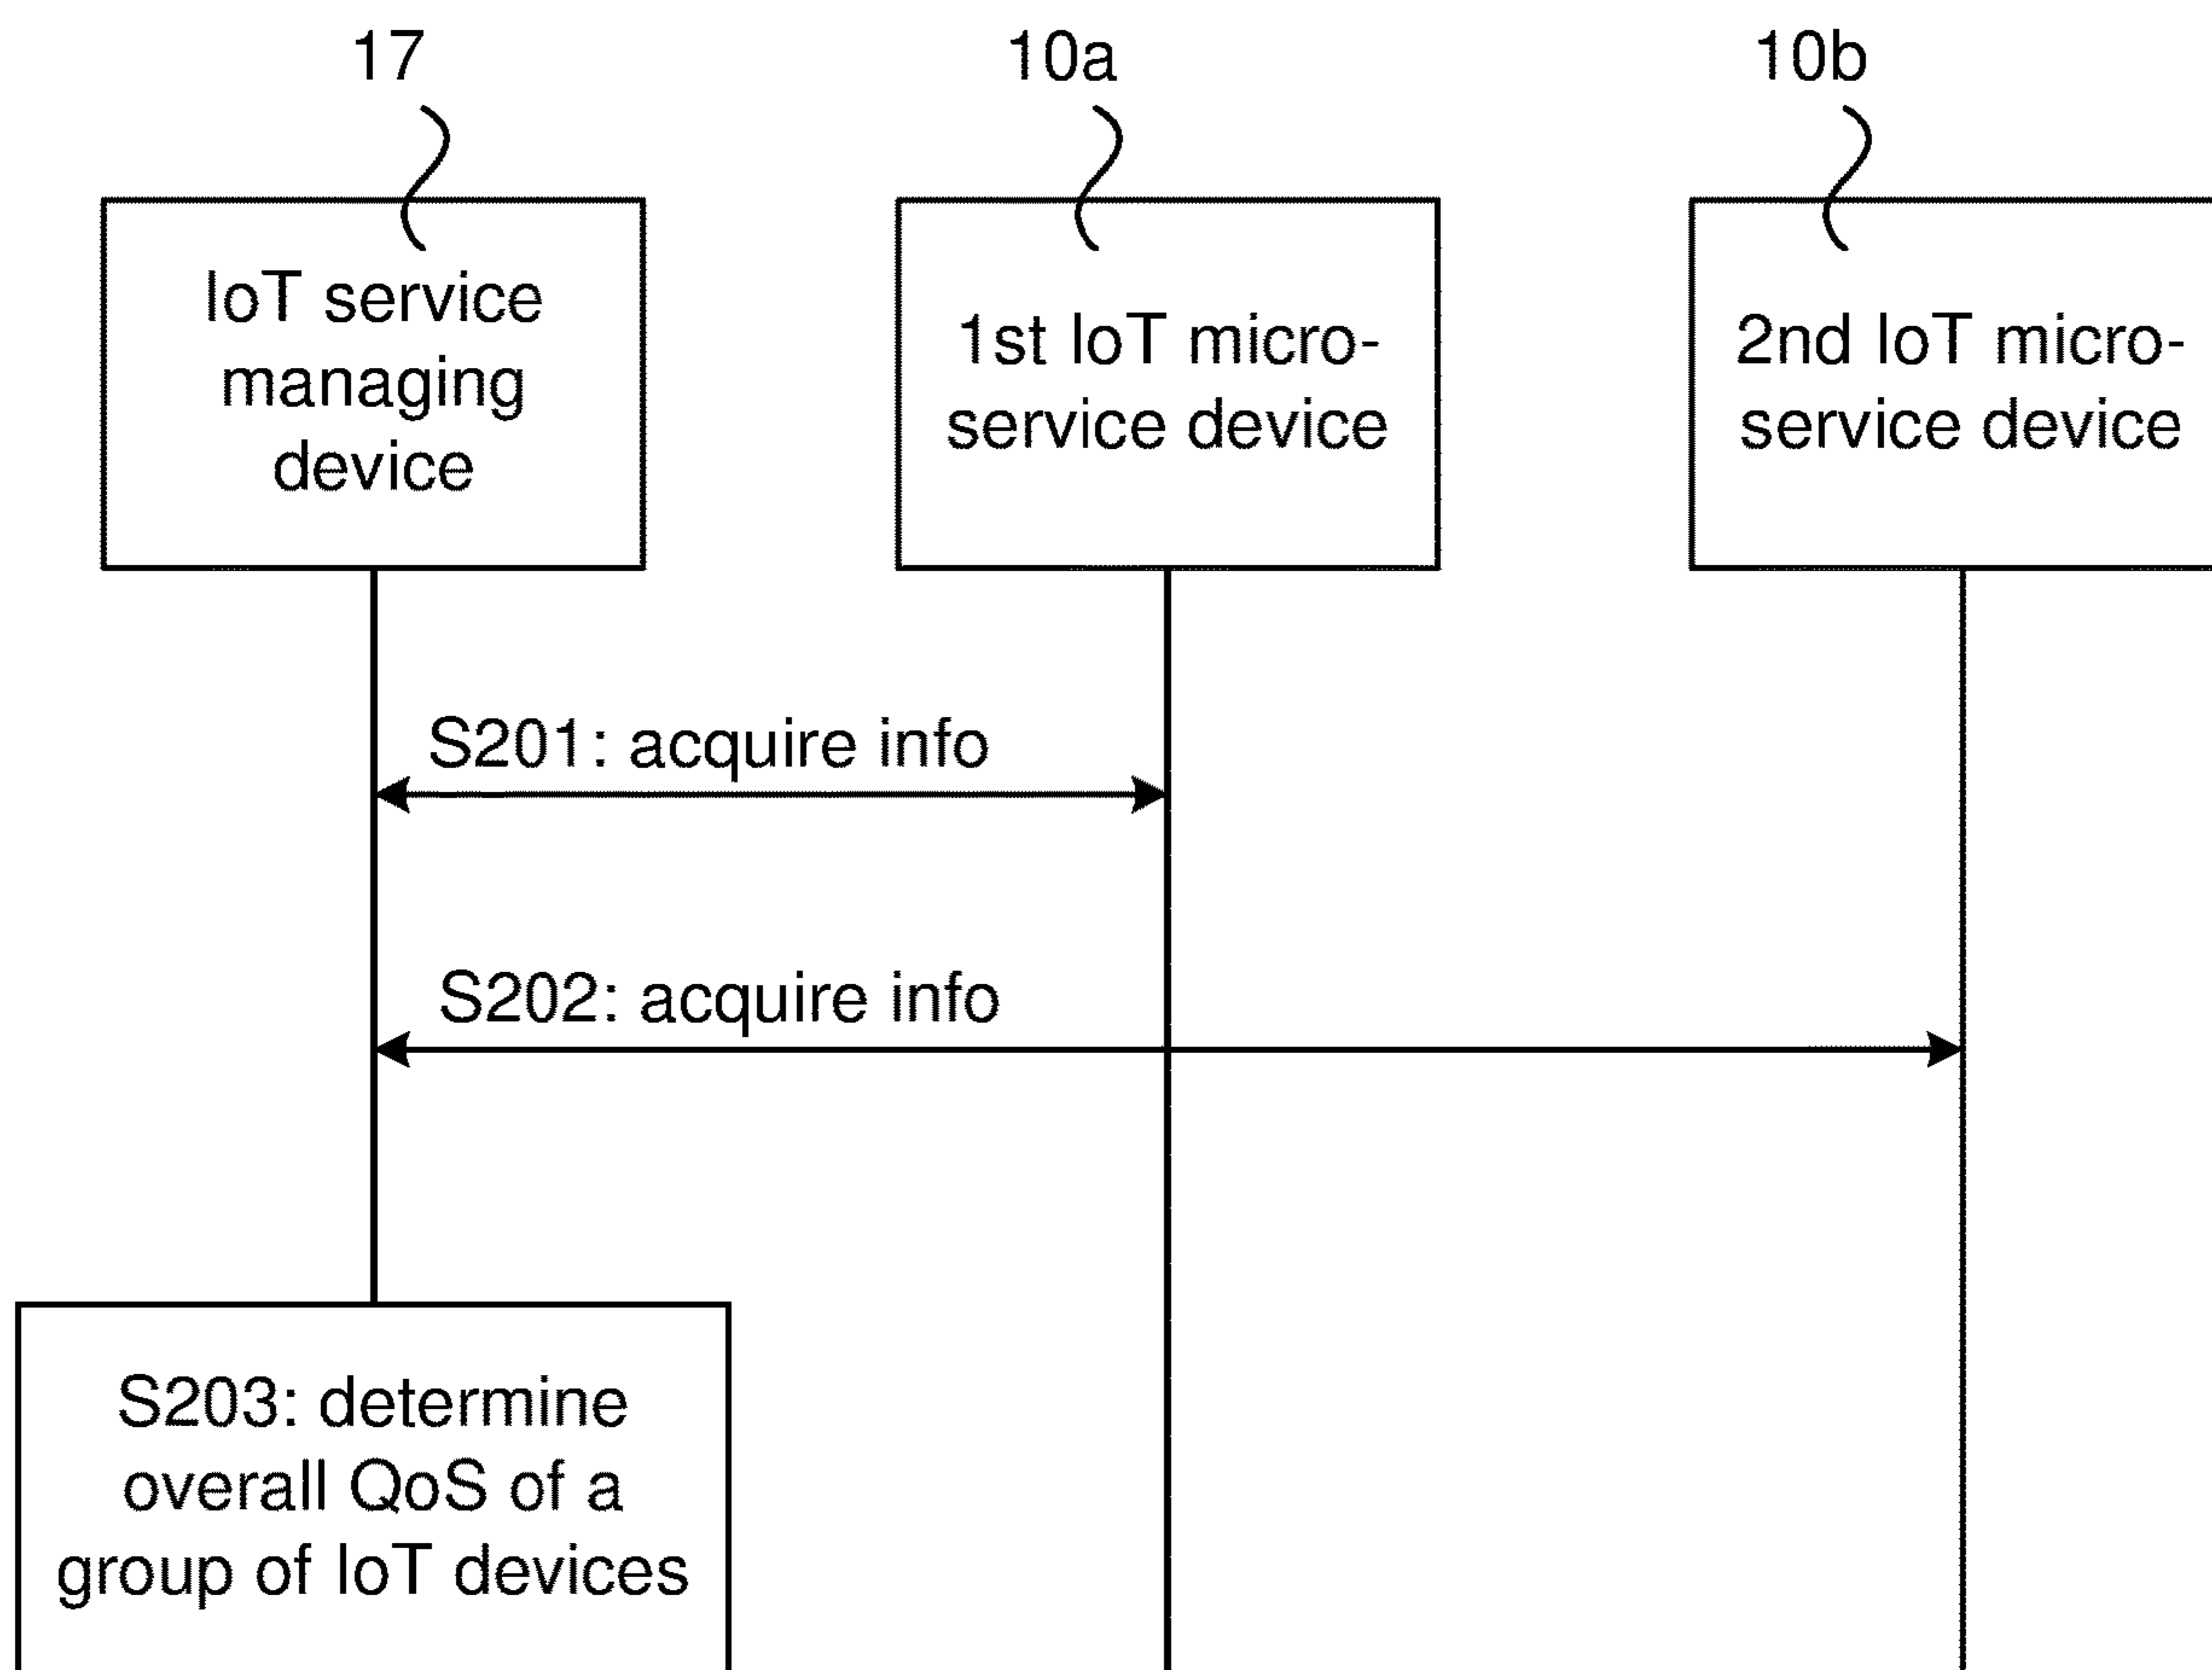 17
10a
10b
IoT service
managing
device
1st IoT micro-
service device
2nd IoT micro-
service device
S201: acquire info
S202: acquire info
S203: determine
overall QoS of a
group of IoT devices